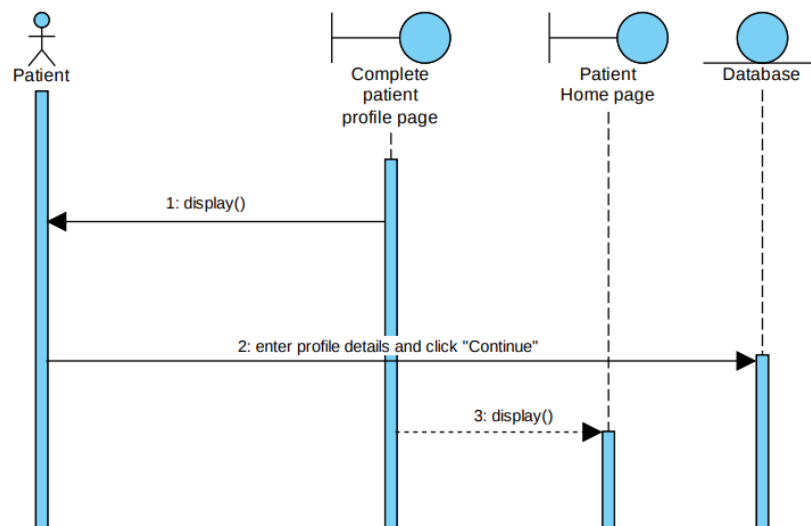 Patient
Complete
patient
profile page
Patient
Home page
Database
1: display()
2: enter profile details and click "Continue"
3: display()